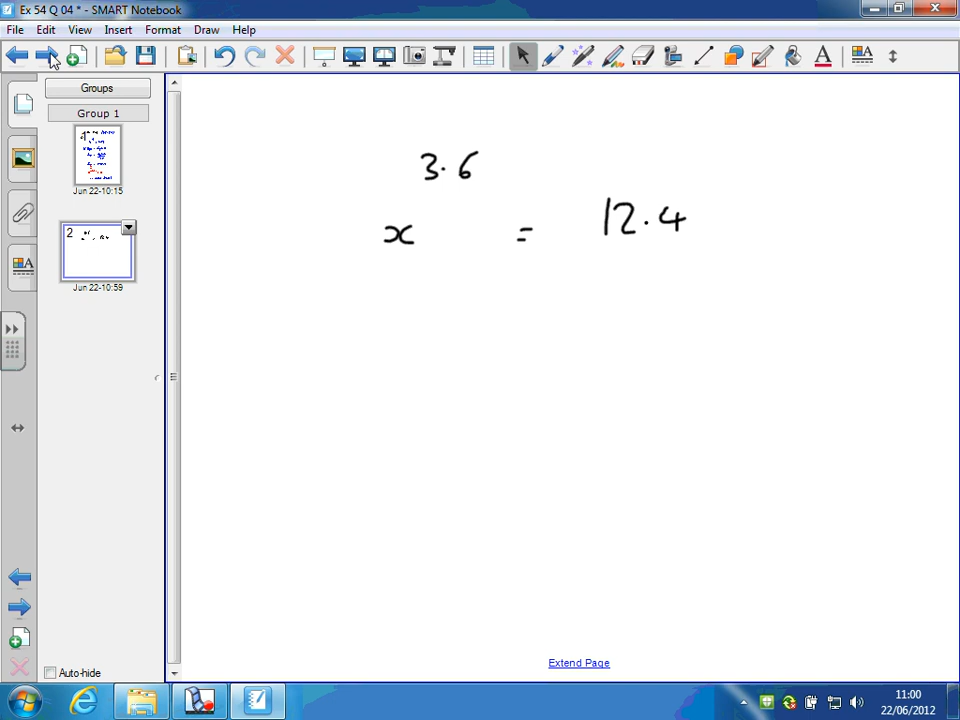 Ex 54 Q 04 * - SMART Notebook
File Edit View Insert Format Draw Help
Groups
Group 1
Jun 22-10:15
2
Jun 22-10:59
3.6
x = 12.4
Extend Page
Auto-hide
11:00
22/06/2012